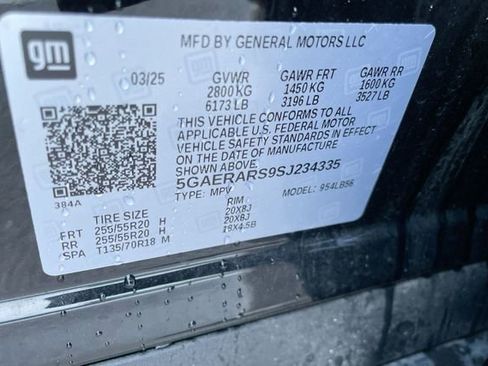 gm
MFD BY GENERAL MOTORS LLC
03/25 GVWR GAWR FRT GAWR RR
2800 KG 1450 KG 1600 KG
6173 LB 3196 LB 3527 LB
THIS VEHICLE CONFORMS TO ALL
APPLICABLE U.S. FEDERAL MOTOR
VEHICLE SAFETY STANDARDS IN EFFECT
ON THE DATE OF MANUFACTURE
SHOWN ABOVE.
5GAERARS9SJ234335
TYPE: MPV MODEL: 954LB56
384A
TIRE SIZE RIM
FRT 255/55R20 H 20X8J
RR 255/55R20 H 20X8J
SPA T135/70R18 M 18X4.5B